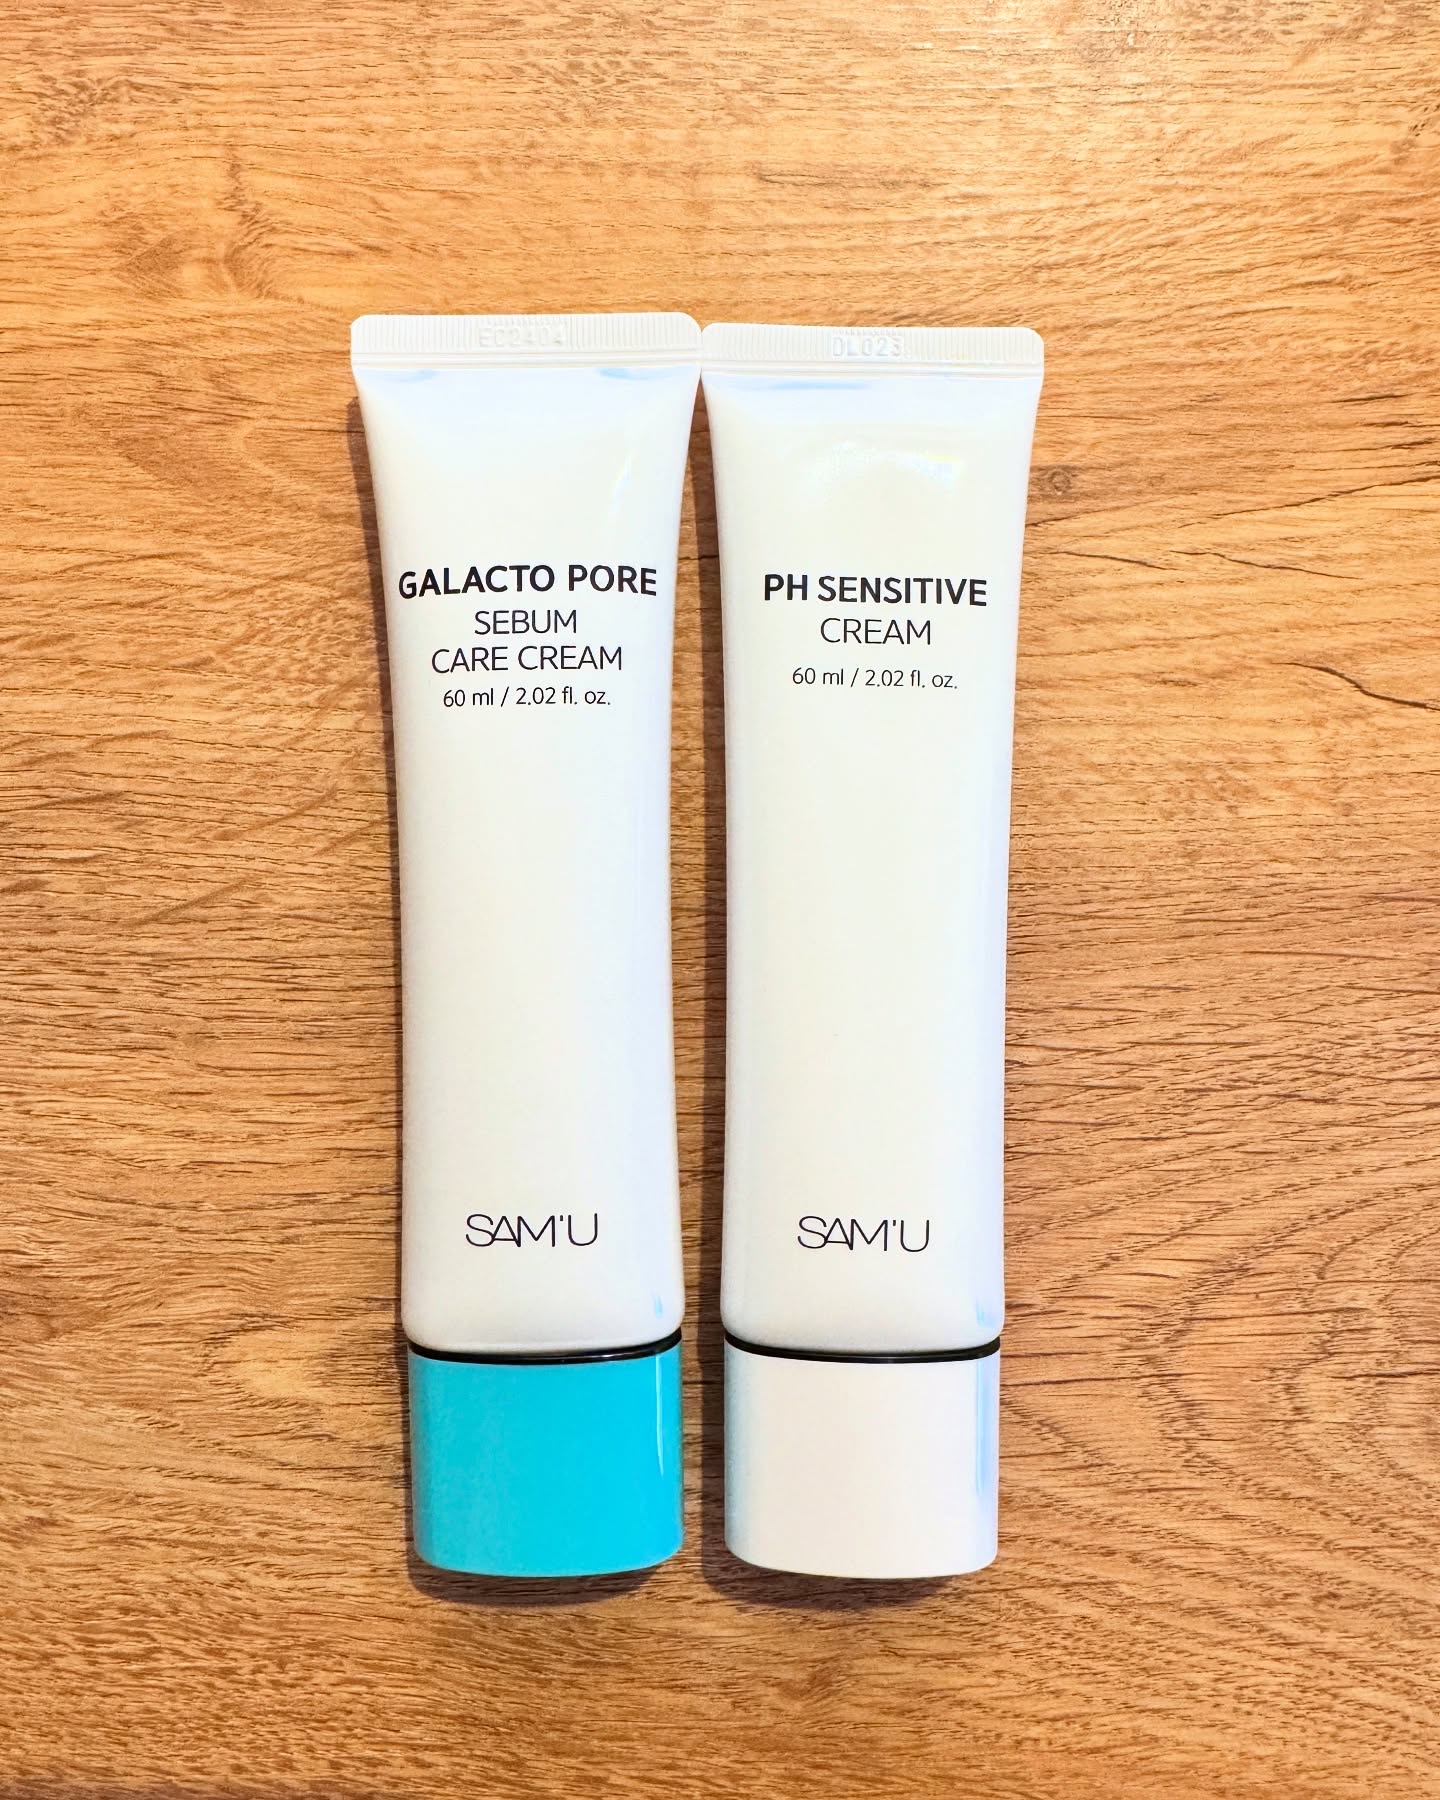 EC2404
GALACTO PORE
SEBUM
CARE CREAM
60 ml / 2.02 fl. oz.
SAM'U
DL023
PH SENSITIVE
CREAM
60 ml / 2.02 fl. oz.
SAM'U